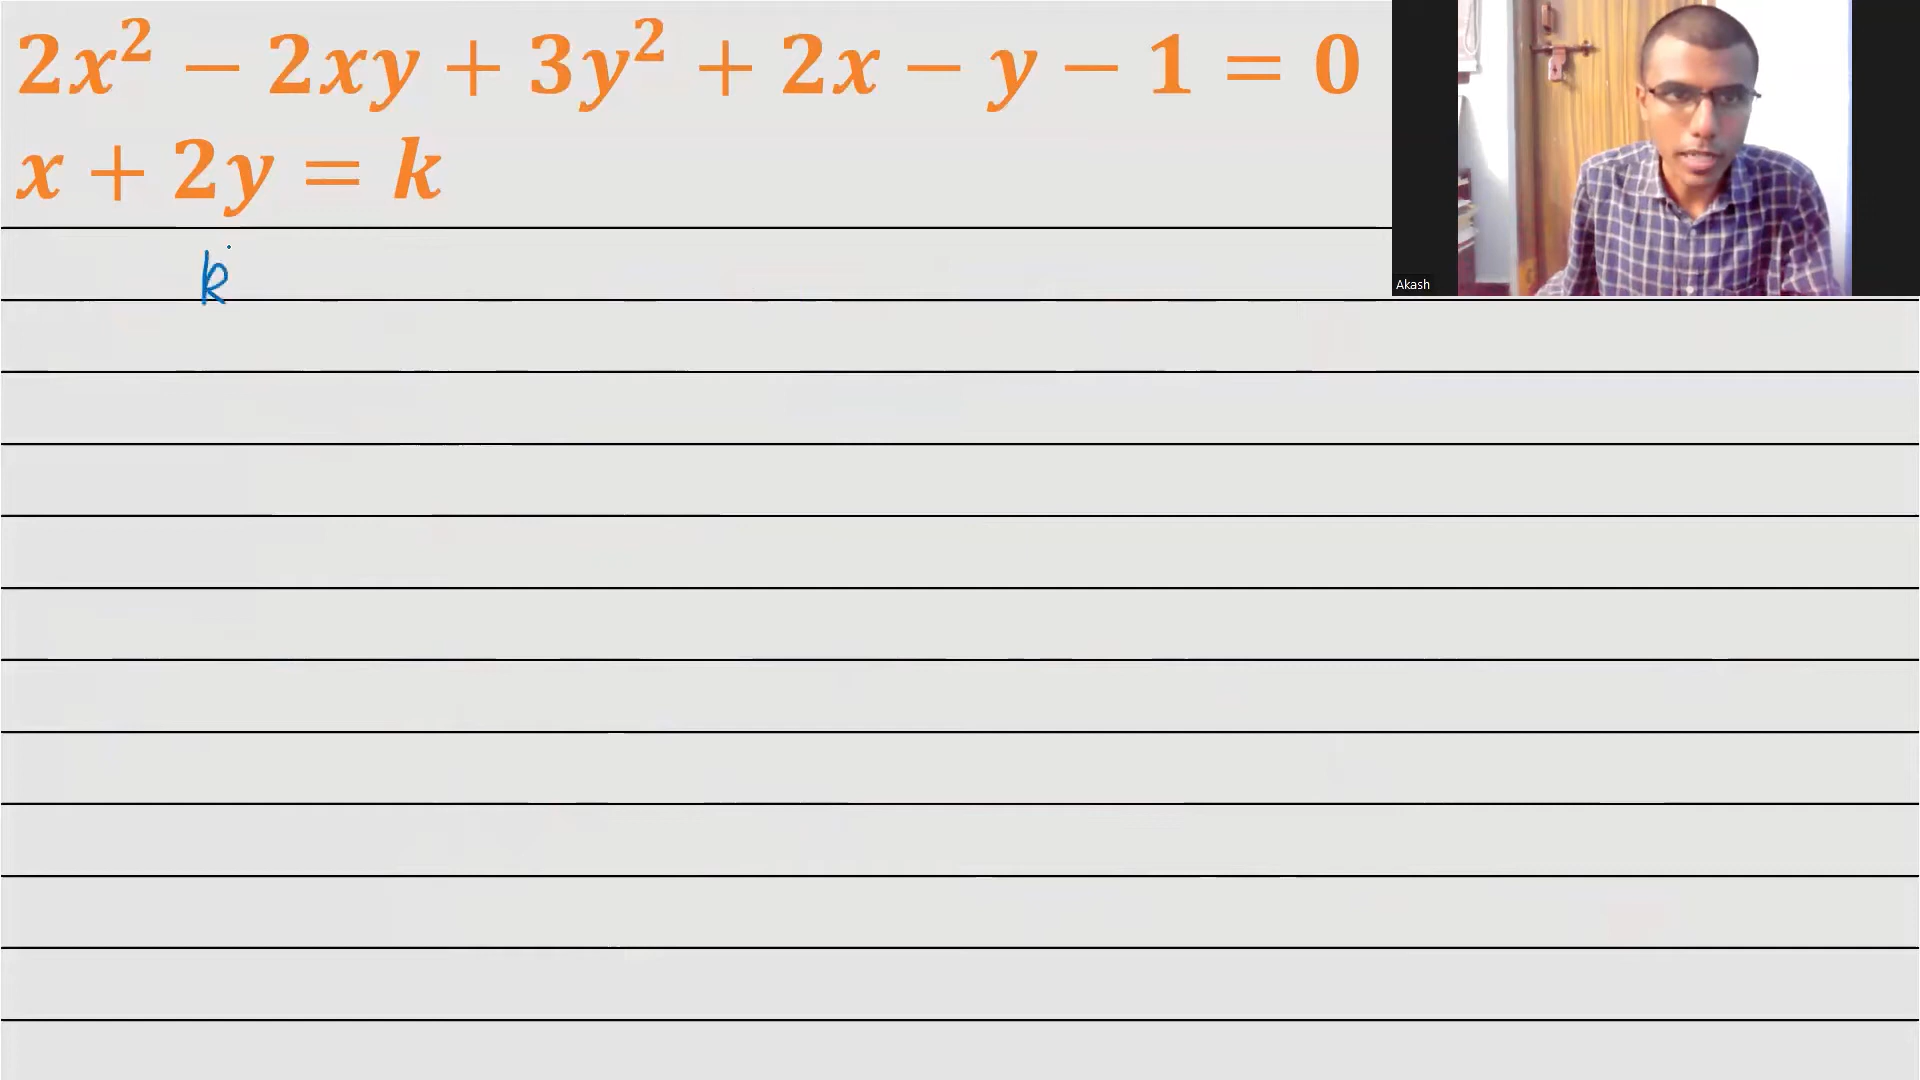 2x² − 2xy + 3y² + 2x − y − 1 = 0
x + 2y = k
k
Akash